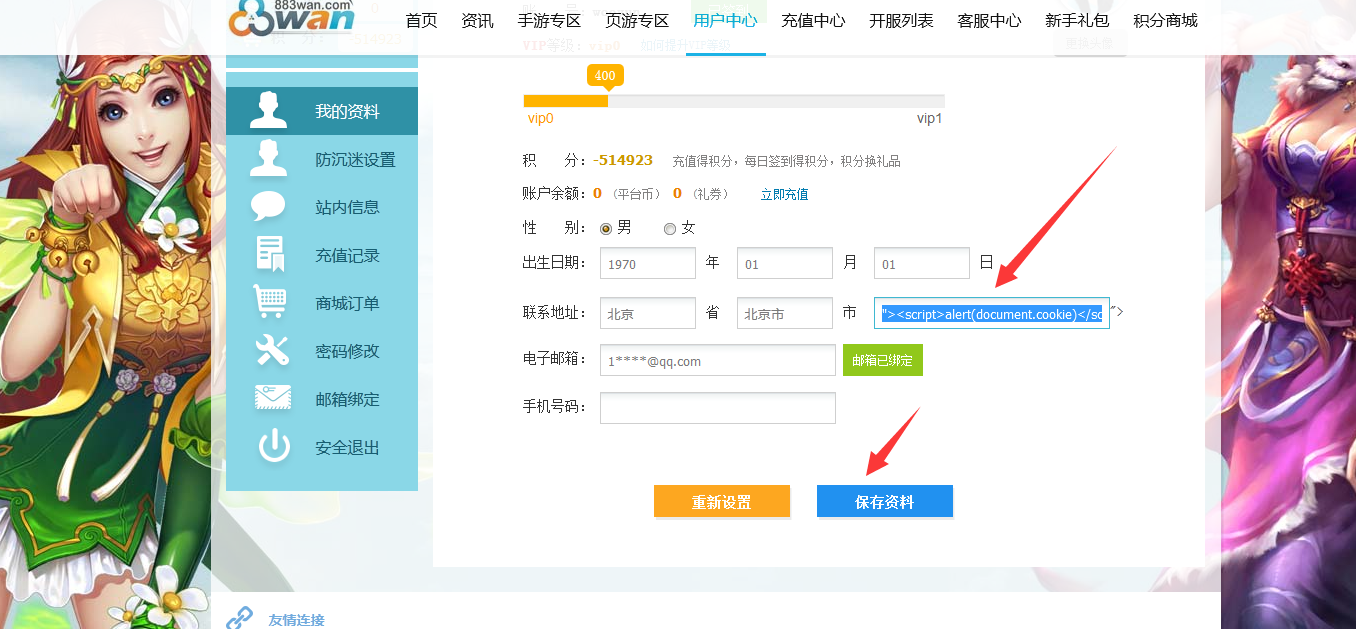 883wan.com
883wan
首页 资讯 手游专区 页游专区 用户中心 充值中心 开服列表 客服中心 新手礼包 积分商城
积 分： -514923
VIP等级：vip0 如何提升VIP等级
更换头像
400
vip0 vip1
我的资料
防沉迷设置
站内信息
充值记录
商城订单
密码修改
邮箱绑定
安全退出
积 分：-514923 充值得积分，每日签到得积分，积分换礼品
账户余额：0（平台币） 0（礼券） 立即充值
性 别： 男 女
出生日期： 1970 年 01 月 01 日
联系地址： 北京 省 北京市 市 "><script>alert(document.cookie)</sc ">
电子邮箱： 1****@qq.com 邮箱已绑定
手机号码：
重新设置 保存资料
友情连接